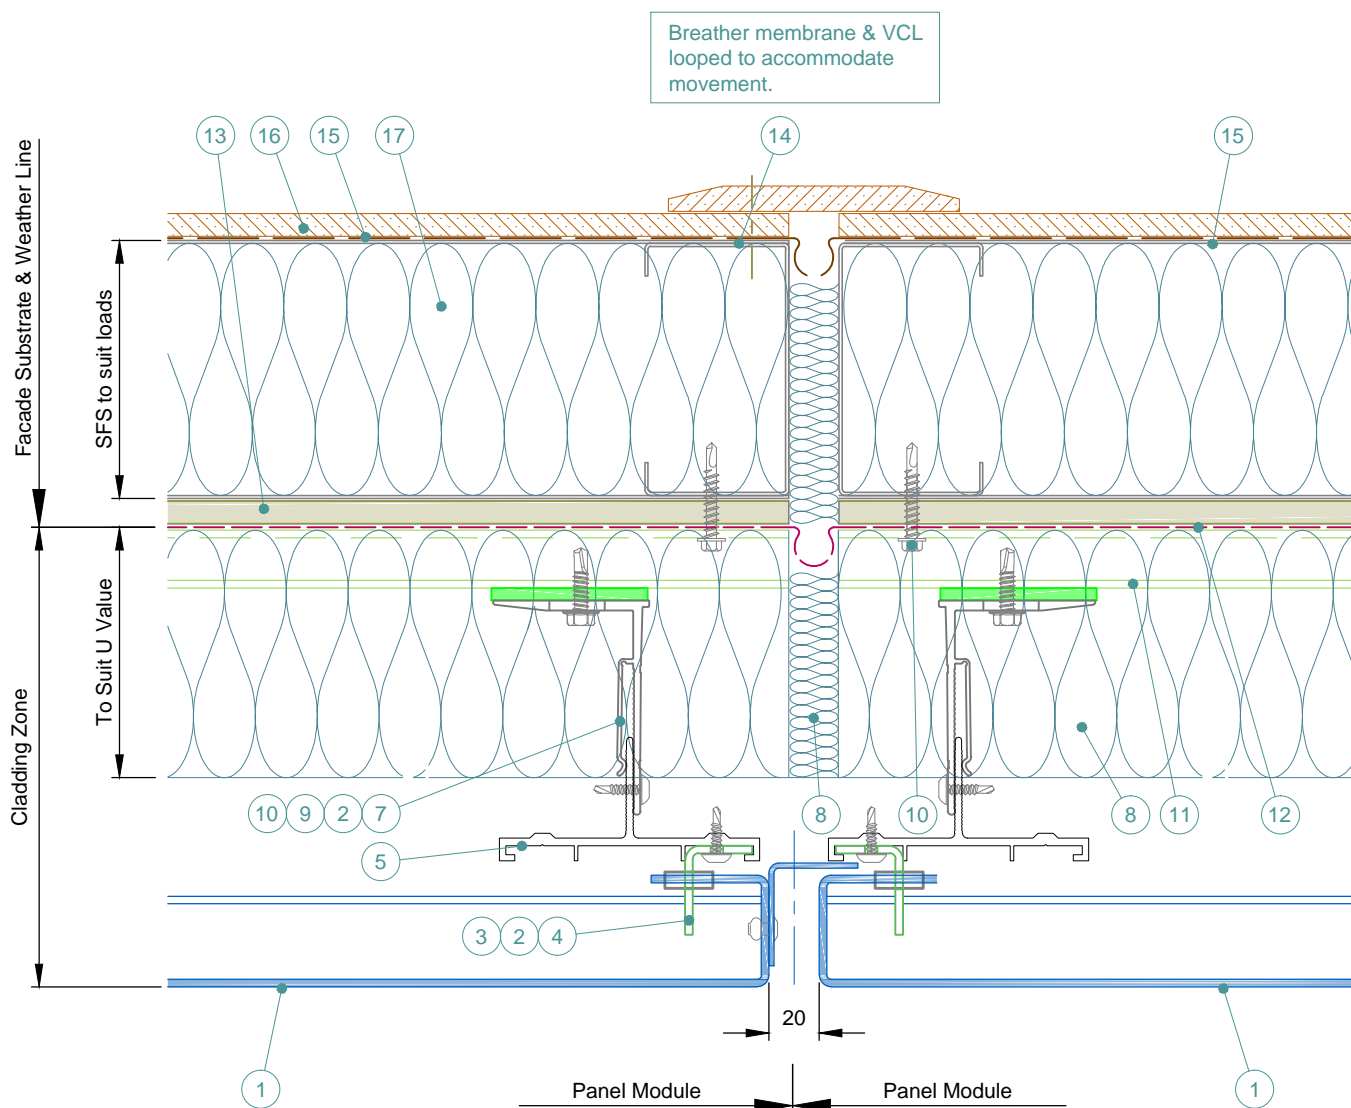 Breather membrane & VCL
looped to accommodate
movement.
13
16
15
17
14
15
Facade Substrate & Weather Line
SFS to suit loads
To Suit U Value
Cladding Zone
10
9
2
7
8
10
8
11
12
5
3
2
4
20
1
1
Panel Module
Panel Module